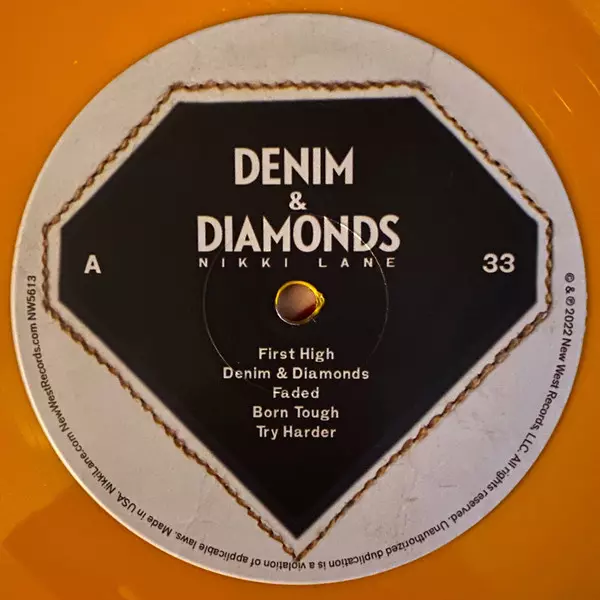 DENIM
&
DIAMONDS
NIKKI LANE
A
33
First High
Denim & Diamonds
Faded
Born Tough
Try Harder
© & ℗ 2022 New West Records, LLC. All rights reserved. Unauthorized duplication is a violation of applicable laws. Made in USA. NikkiLane.com NewWestRecords.com NW5613